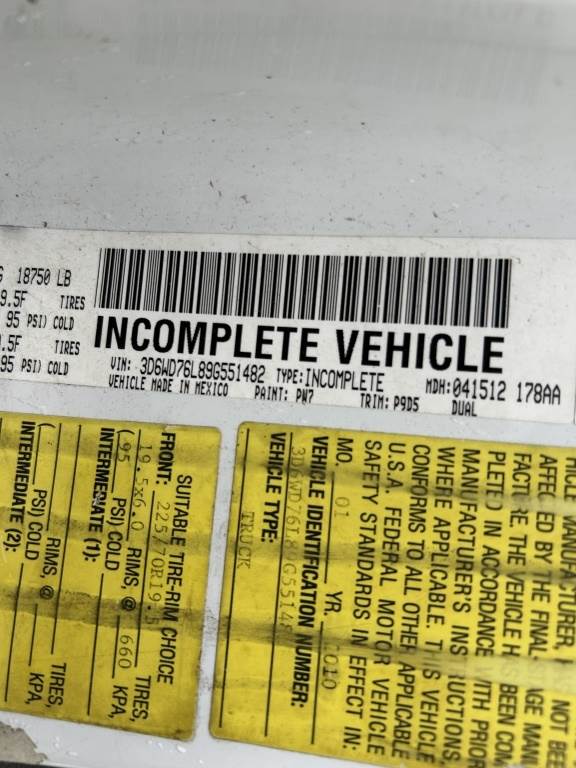 G 18750 LB
9.5F TIRES
95 PSI) COLD
.5F TIRES
95 PSI) COLD
INCOMPLETE VEHICLE
VIN: 3D6WD76L89G551482 TYPE:INCOMPLETE MDH:041512 178AA
VEHICLE MADE IN MEXICO PAINT: PW7 TRIM: P9D5 DUAL
SUITABLE TIRE-RIM CHOICE
FRONT: 225/70R19.5 TIRES,
19.5x6.0 RIMS, @ 660 KPA,
(95 PSI) COLD
INTERMEDIATE (1): TIRES,
RIMS, @ KPA,
( PSI) COLD
INTERMEDIATE (2):
NOT BEEN
AFFECTED BY THE FINAL-STAGE
MANUFACTURER, THE VEHICLE HAS BEEN COM
PLETED IN ACCORDANCE WITH PRIOR
MANUFACTURER'S INSTRUCTIONS,
WHERE APPLICABLE. THIS VEHICLE
CONFORMS TO ALL OTHER APPLICABLE
U.S.A. FEDERAL MOTOR VEHICLE
SAFETY STANDARDS IN EFFECT IN:
MO. 01 YR. 2010
VEHICLE IDENTIFICATION NUMBER:
3D6WD76L89G55148
VEHICLE TYPE:
TRUCK